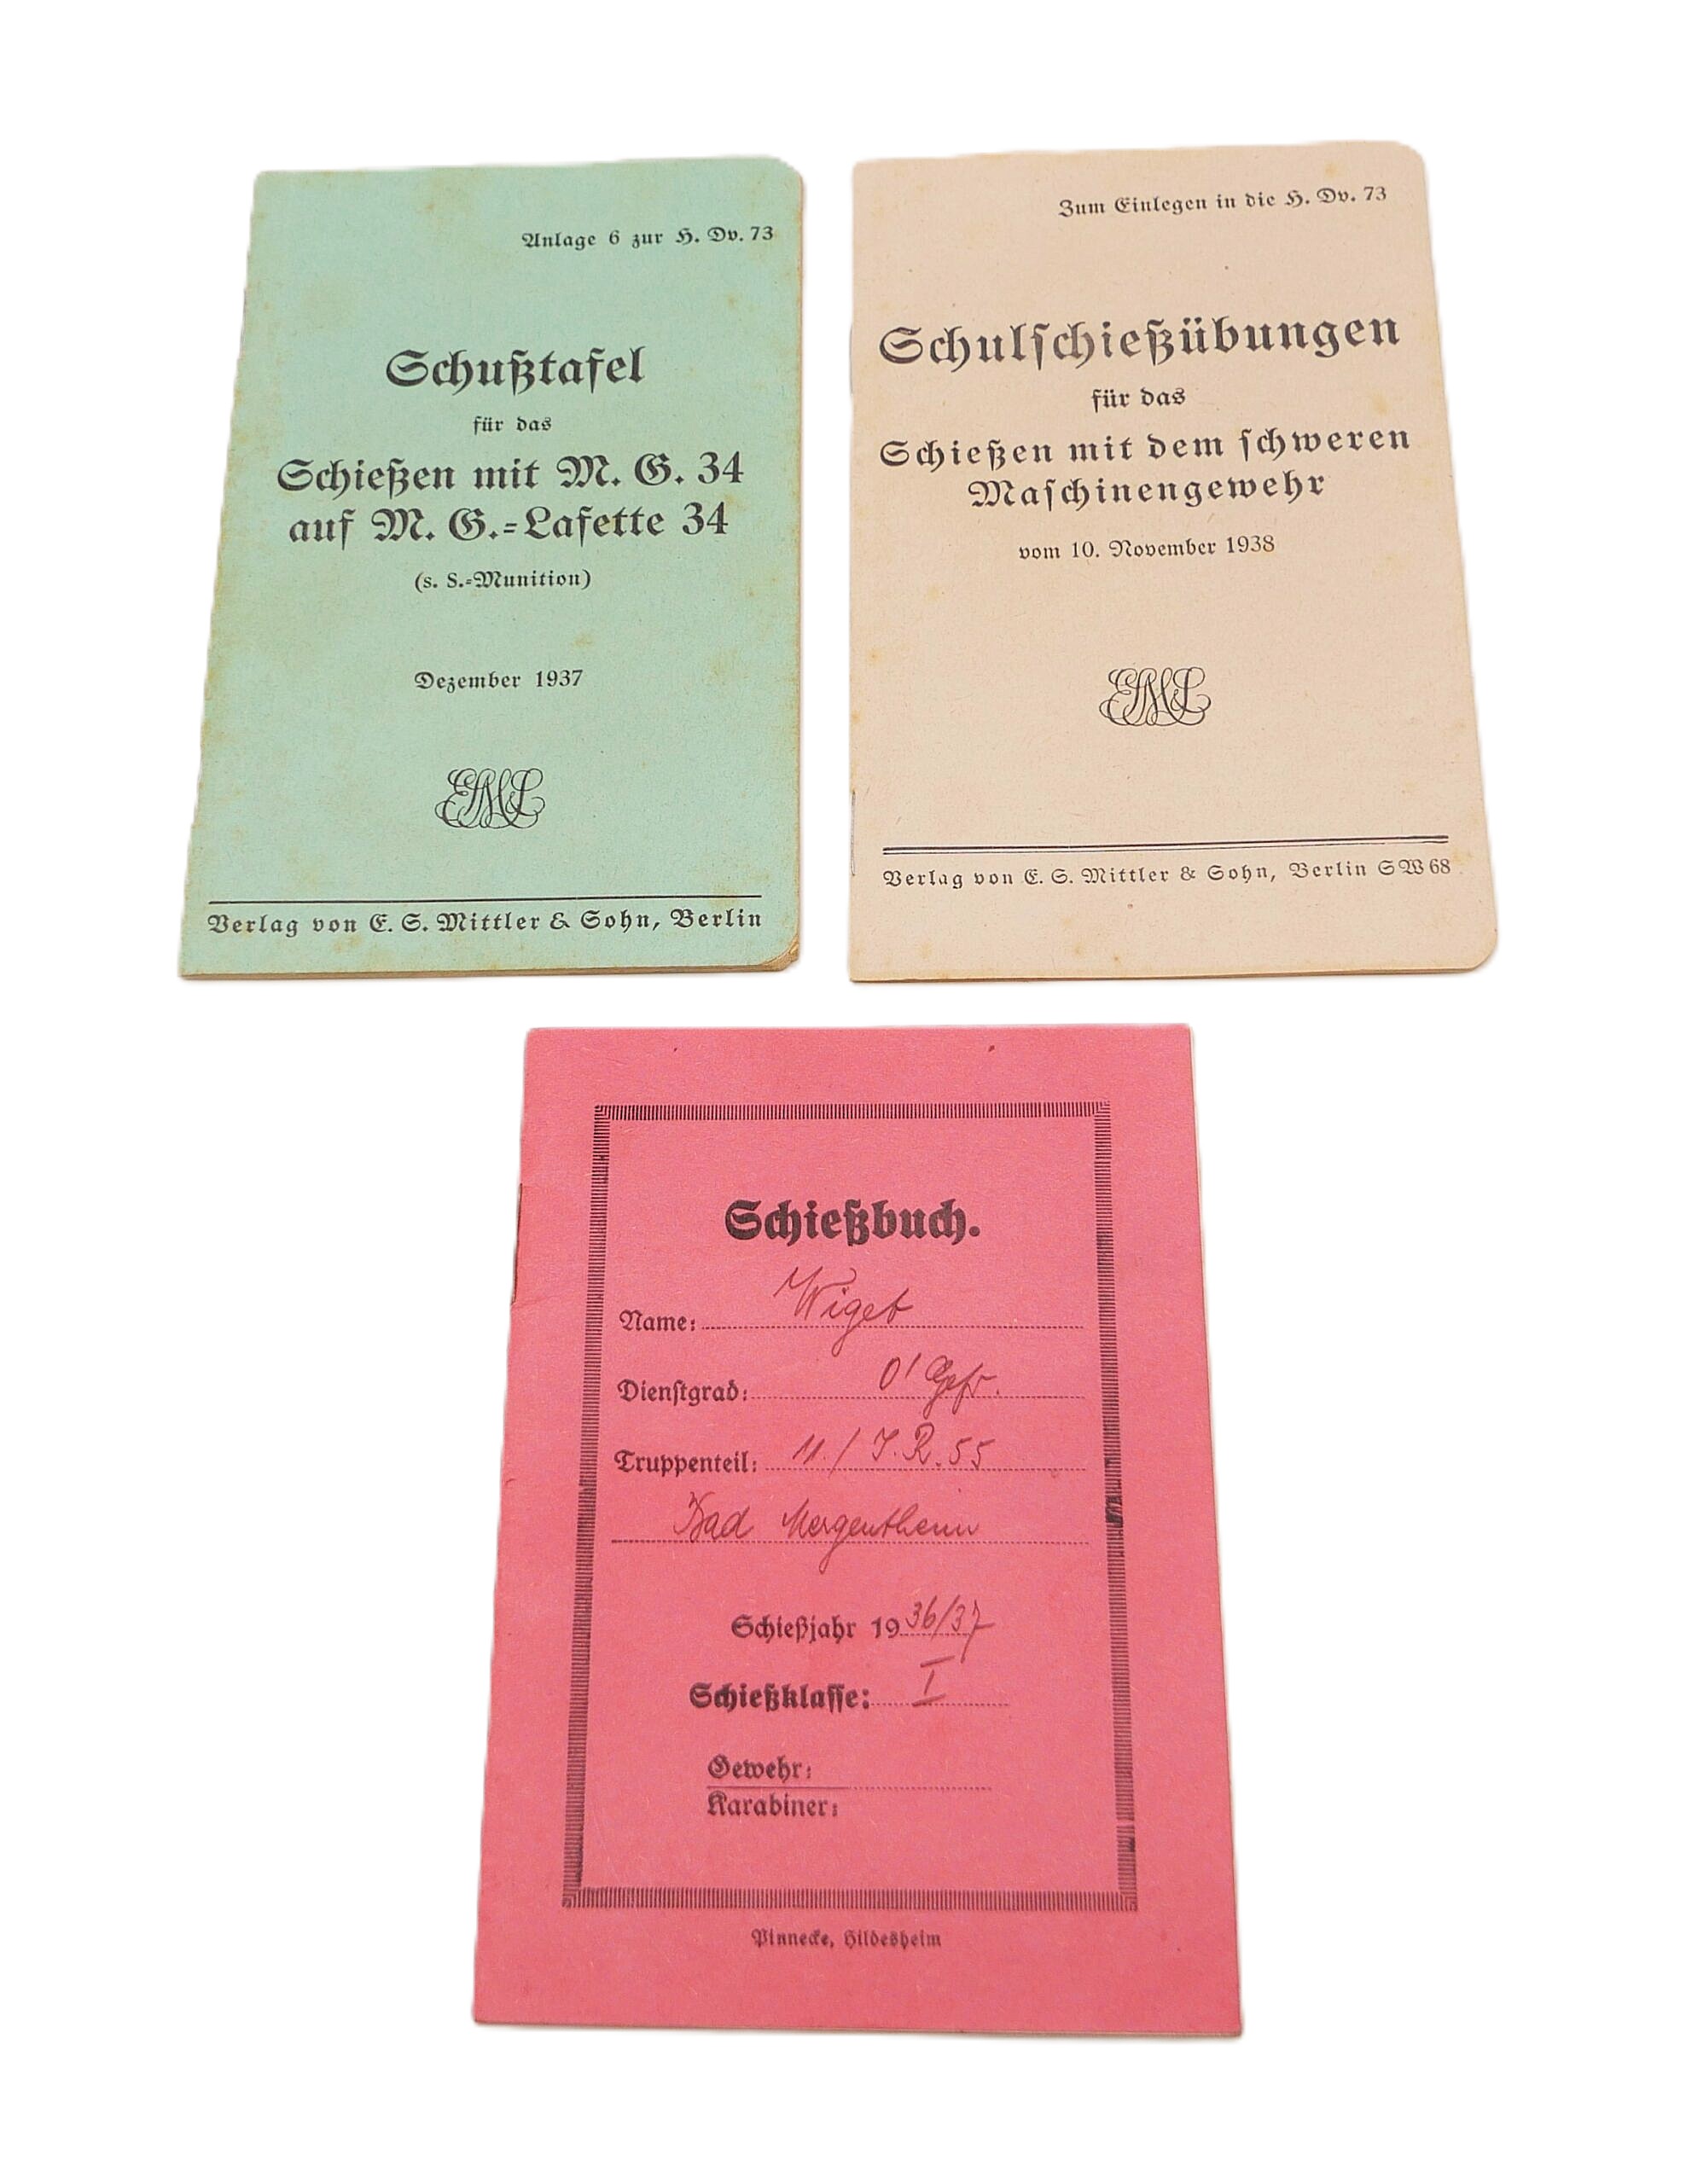 Anlage 6 zur H. Dv. 73
Schußtafel
für das
Schießen mit M. G. 34
auf M. G.=Lafette 34
(s. S.=Munition)
Dezember 1937
ESM&S
Verlag von E. S. Mittler & Sohn, Berlin
Zum Einlegen in die H. Dv. 73
Schulschießübungen
für das
Schießen mit dem schweren
Maschinengewehr
vom 10. November 1938
ESM&S
Verlag von E. S. Mittler & Sohn, Berlin SW 68
Schießbuch.
Name: Wiget
Dienstgrad: O'Gefr.
Truppenteil: 11./I.R. 55
Bad Mergentheim
Schießjahr 1936/37
Schießklasse: I
Gewehr:
Karabiner:
Pinnecke, Hildesheim